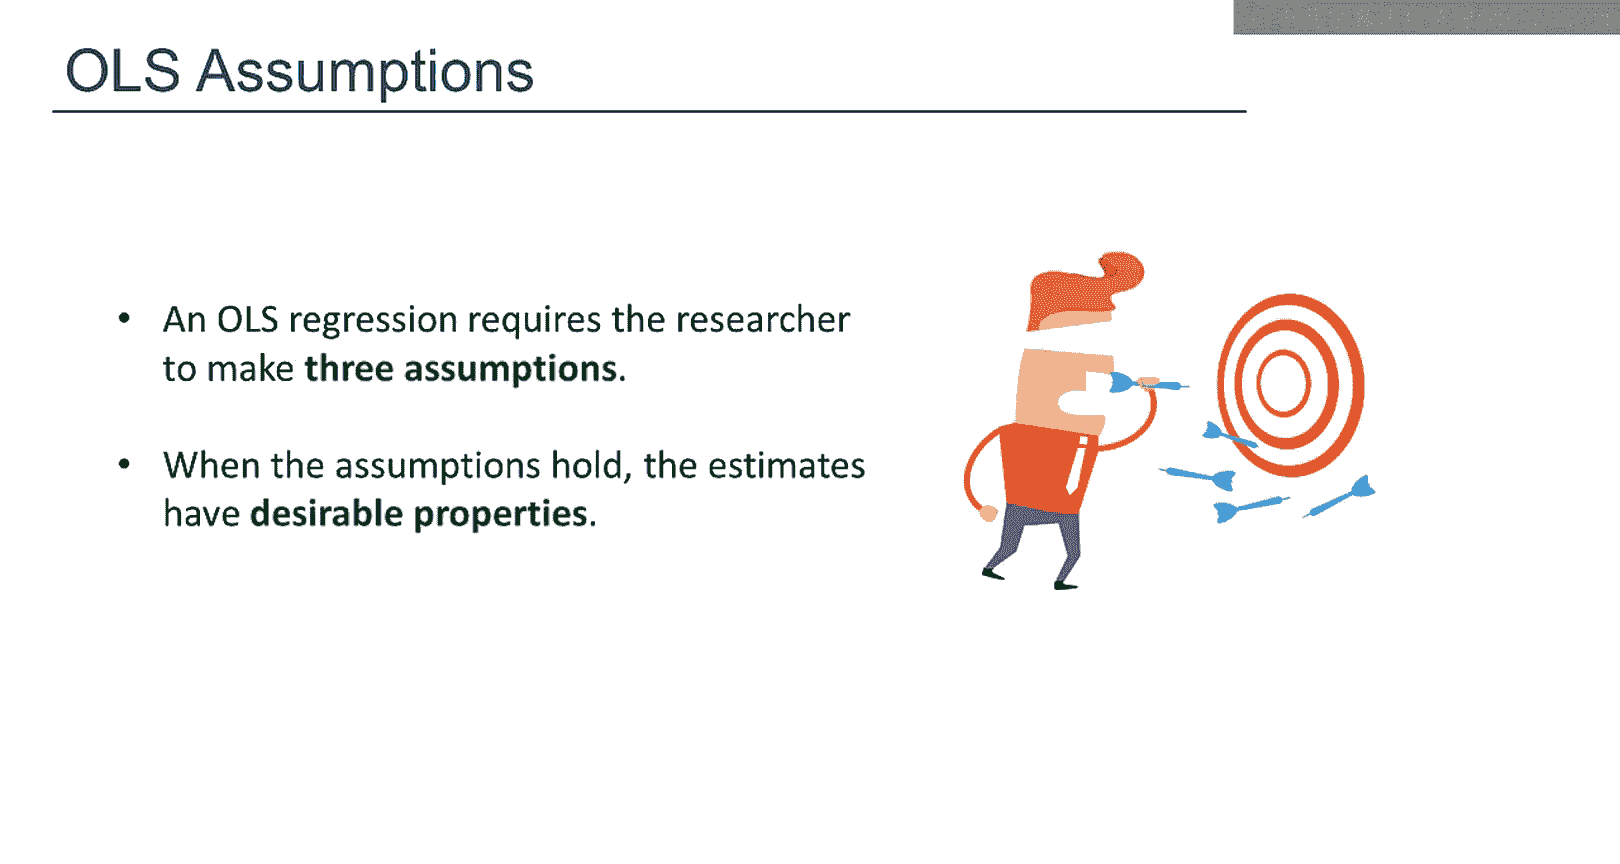 OLS Assumptions
• An OLS regression requires the researcher
to make three assumptions.
• When the assumptions hold, the estimates
have desirable properties.